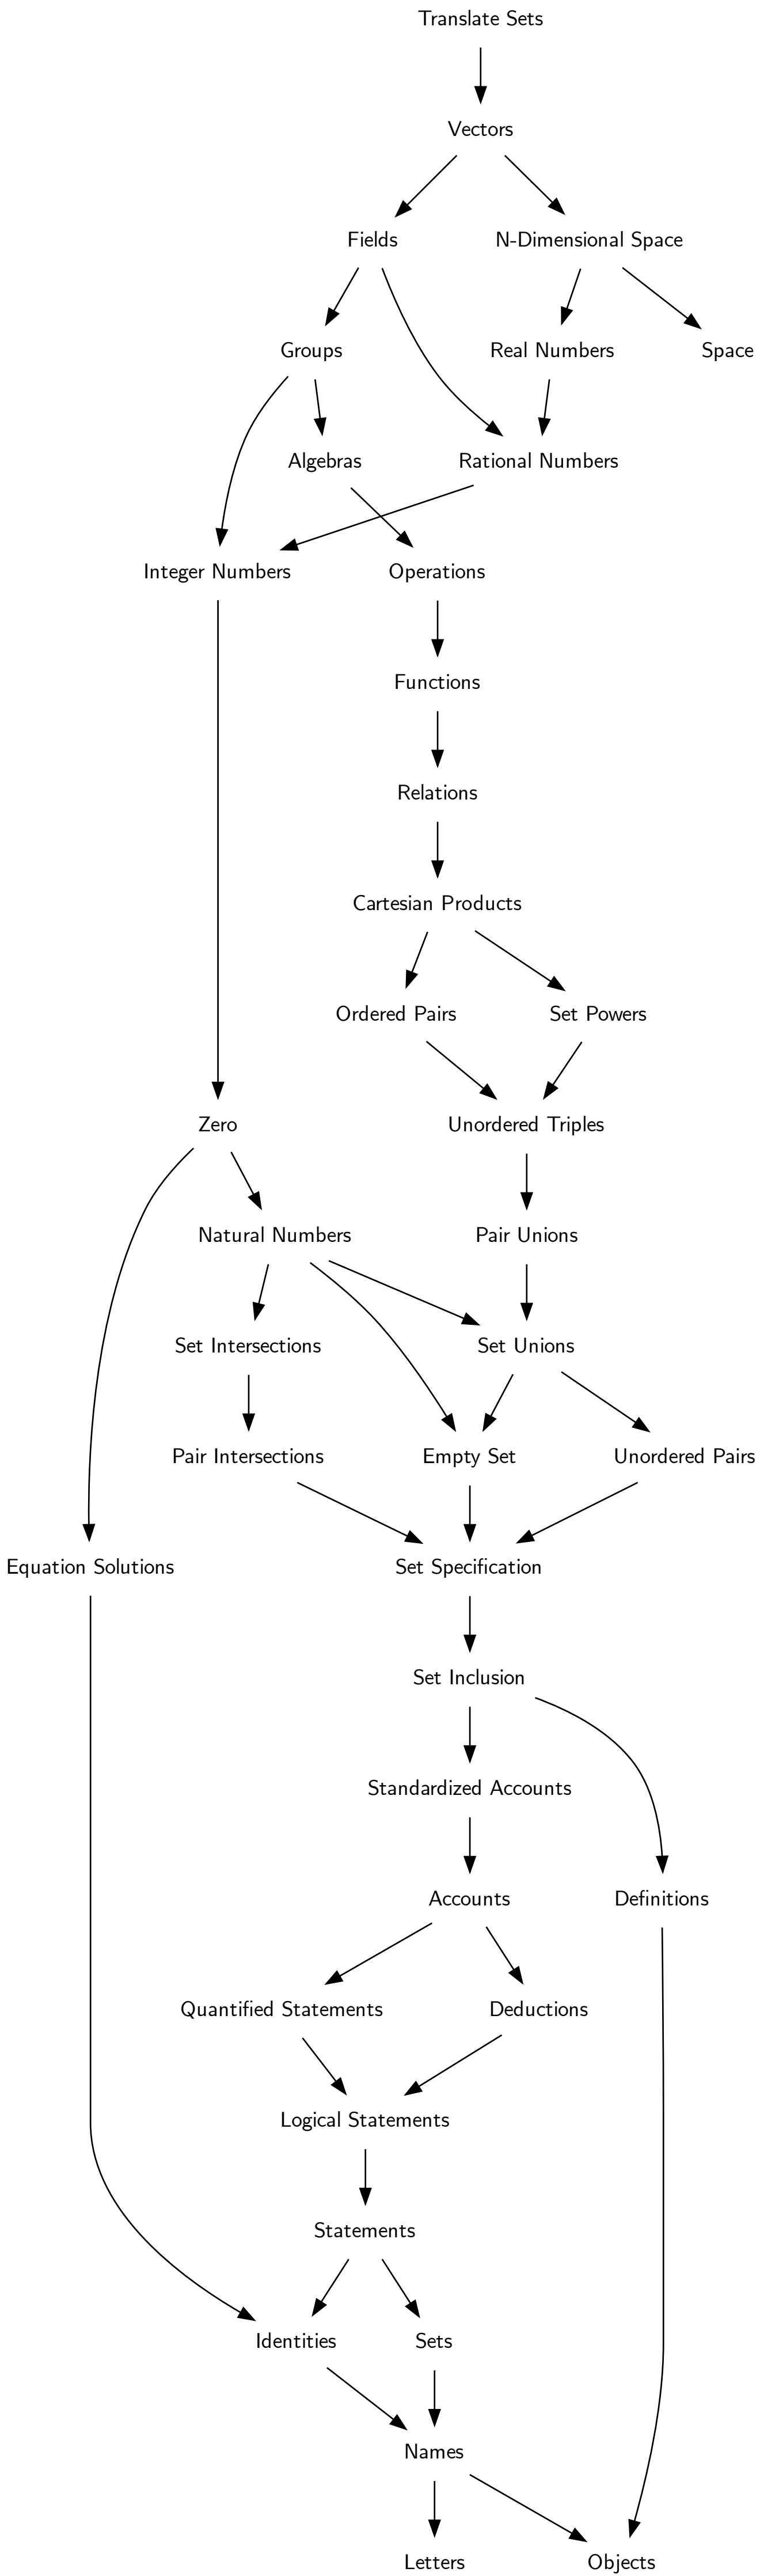 Translate Sets
Vectors
Fields
N-Dimensional Space
Groups
Real Numbers
Space
Algebras
Rational Numbers
Integer Numbers
Operations
Functions
Relations
Cartesian Products
Ordered Pairs
Set Powers
Zero
Unordered Triples
Natural Numbers
Pair Unions
Set Intersections
Set Unions
Pair Intersections
Empty Set
Unordered Pairs
Equation Solutions
Set Specification
Set Inclusion
Standardized Accounts
Accounts
Definitions
Quantified Statements
Deductions
Logical Statements
Statements
Identities
Sets
Names
Letters
Objects